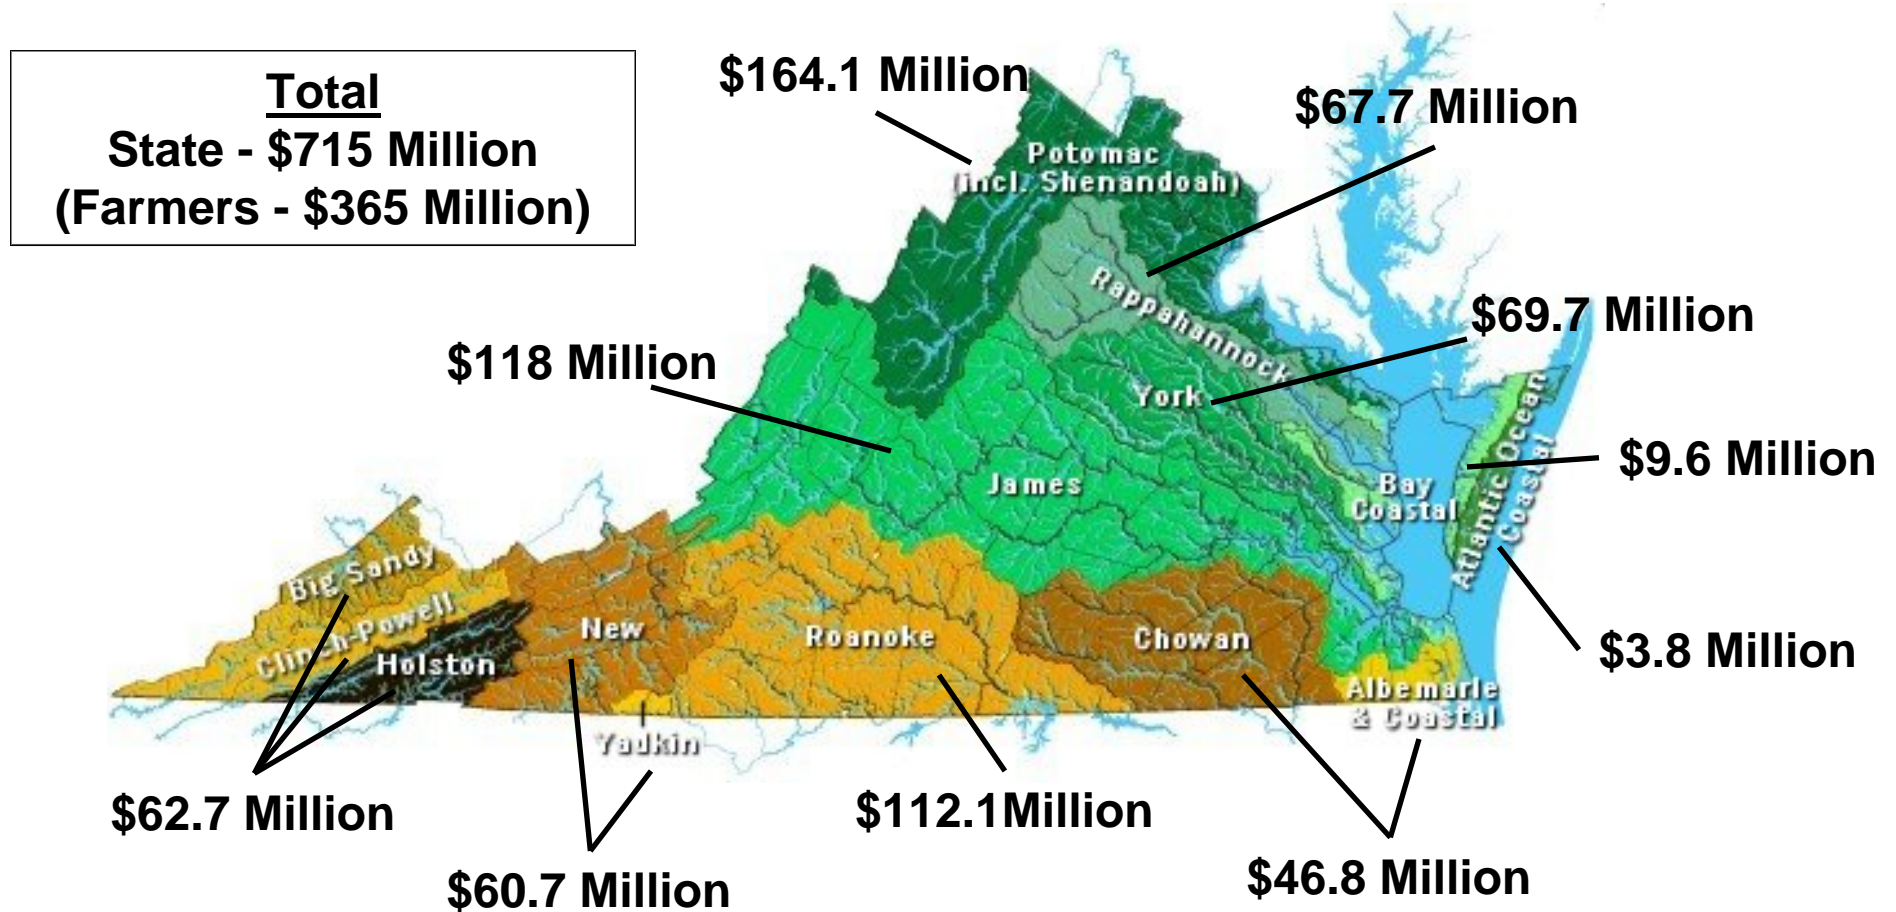 Total
State - $715 Million
(Farmers - $365 Million)
$164.1 Million
$67.7 Million
Potomac
(incl. Shenandoah)
Rappahannock
$69.7 Million
$118 Million
York
James
Bay
Coastal
Atlantic Ocean
Coastal
$9.6 Million
$3.8 Million
Big Sandy
Clinch-Powell
Holston
New
Roanoke
Chowan
Albemarle
& Coastal
Yadkin
$62.7 Million
$60.7 Million
$112.1Million
$46.8 Million